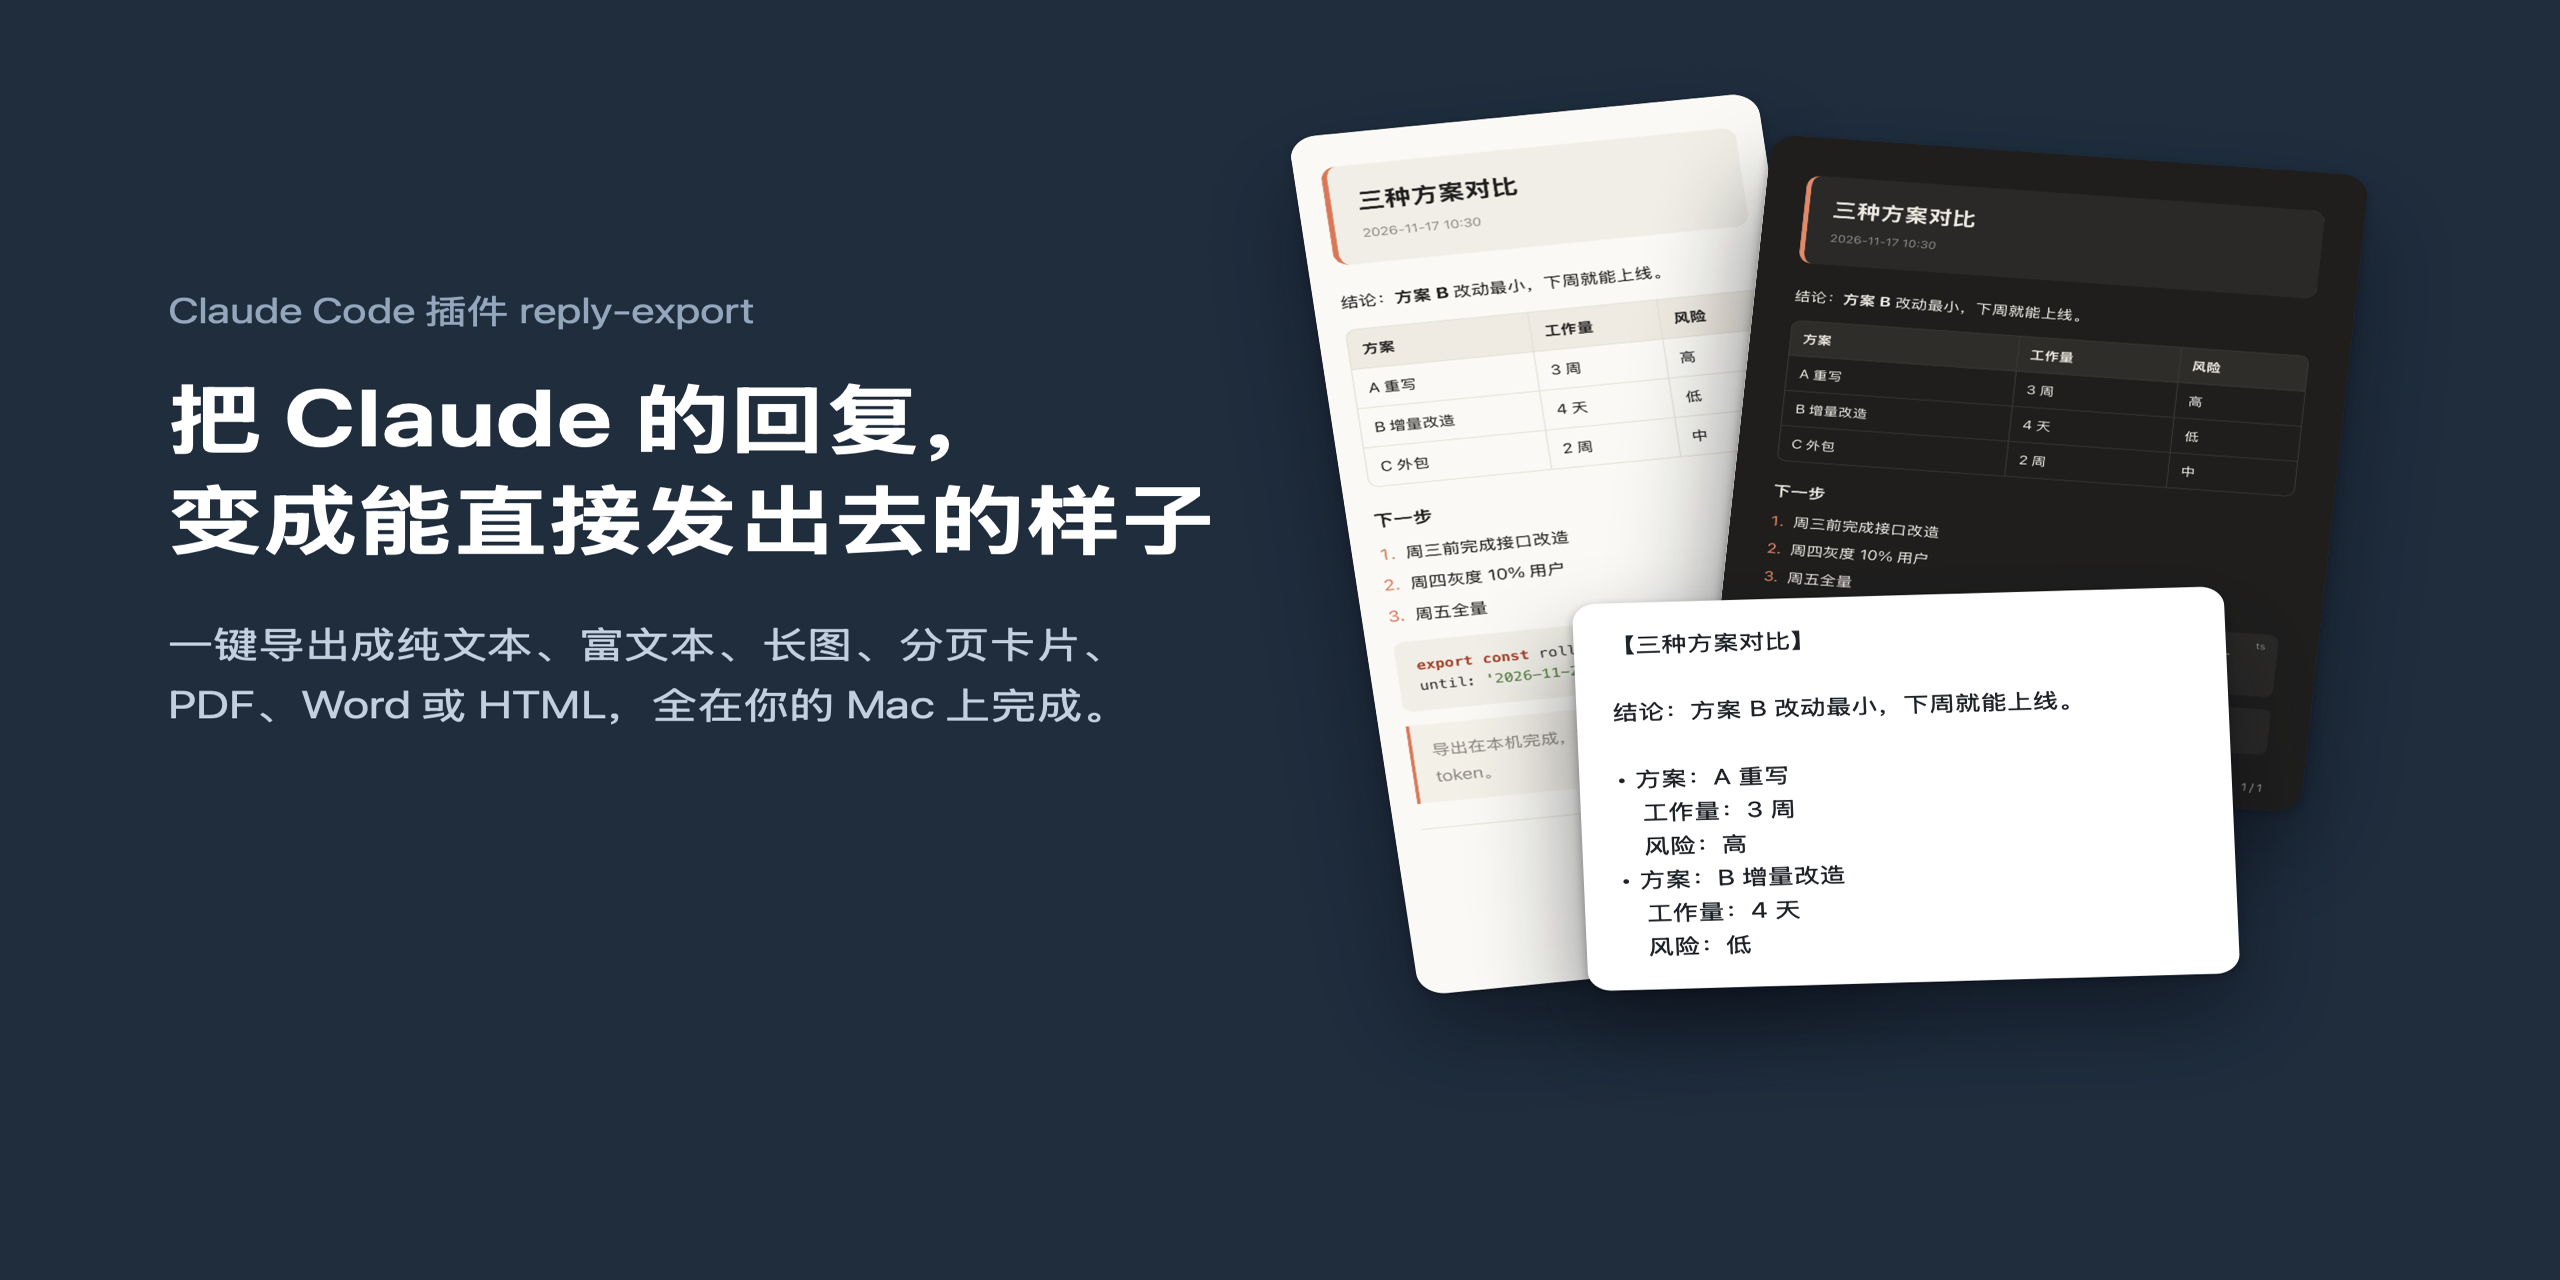 Claude Code 插件 reply-export
把 Claude 的回复，
变成能直接发出去的样子
一键导出成纯文本、富文本、长图、分页卡片、
PDF、Word 或 HTML，全在你的 Mac 上完成。
三种方案对比
2026-11-17 10:30
结论：方案 B 改动最小，下周就能上线。
方案 工作量 风险
A 重写 3 周 高
B 增量改造 4 天 低
C 外包 2 周 中
下一步
1. 周三前完成接口改造
2. 周四灰度 10% 用户
3. 周五全量
export const roll
until: '2026-11-2
导出在本机完成，
token。
三种方案对比
2026-11-17 10:30
结论：方案 B 改动最小，下周就能上线。
方案 工作量 风险
A 重写 3 周 高
B 增量改造 4 天 低
C 外包 2 周 中
下一步
1. 周三前完成接口改造
2. 周四灰度 10% 用户
3. 周五全量
ts
1/1
【三种方案对比】
结论：方案 B 改动最小，下周就能上线。
• 方案：A 重写
工作量：3 周
风险：高
• 方案：B 增量改造
工作量：4 天
风险：低